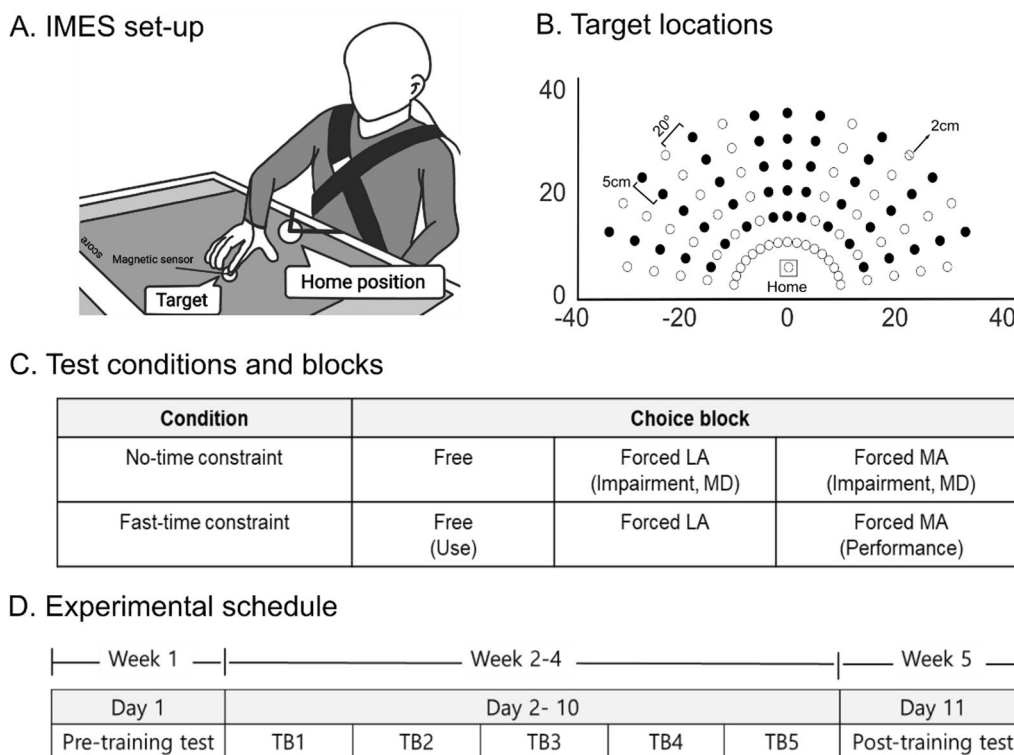 A. IMES set-up
score
Magnetic sensor
Target
Home position
B. Target locations
40
20
0
-40
-20
0
20
40
20°
5cm
2cm
Home
C. Test conditions and blocks
Condition
Choice block
No-time constraint
Free
Forced LA
(Impairment, MD)
Forced MA
(Impairment, MD)
Fast-time constraint
Free
(Use)
Forced LA
Forced MA
(Performance)
D. Experimental schedule
Week 1
Week 2-4
Week 5
Day 1
Day 2- 10
Day 11
Pre-training test
TB1
TB2
TB3
TB4
TB5
Post-training test